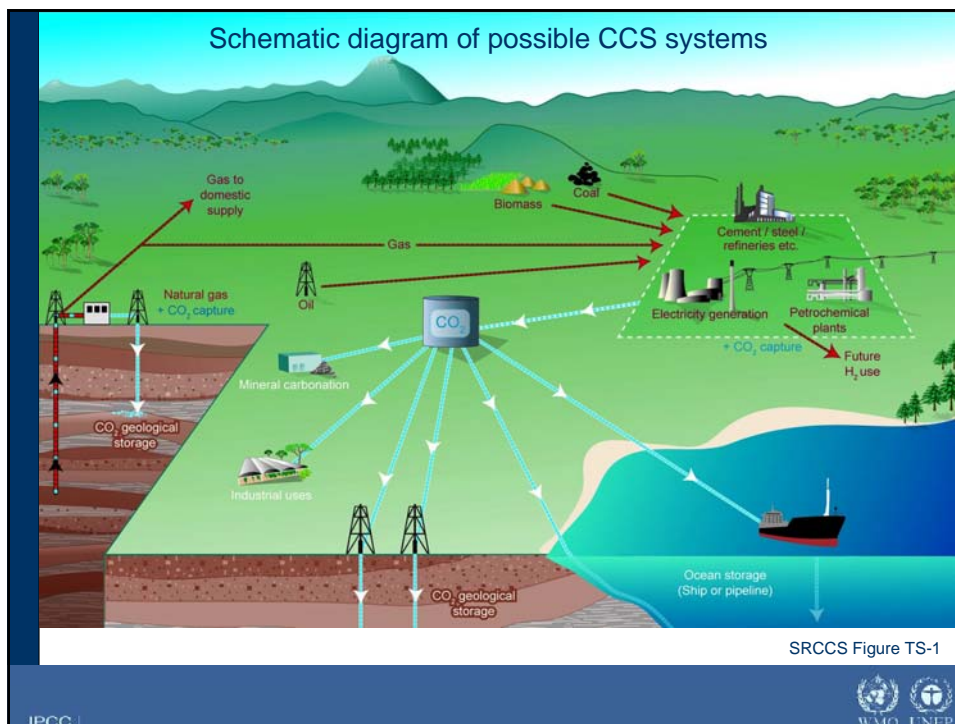 Schematic diagram of possible CCS systems
Gas to
domestic
supply
Biomass
Coal
Cement / steel /
refineries etc.
Gas
Oil
Natural gas
+ CO₂ capture
CO₂
Electricity generation
Petrochemical
plants
+ CO₂ capture
Future
H₂ use
Mineral carbonation
CO₂ geological
storage
Industrial uses
CO₂ geological
storage
Ocean storage
(Ship or pipeline)
SRCCS Figure TS-1
IPCC
WMO UNEP